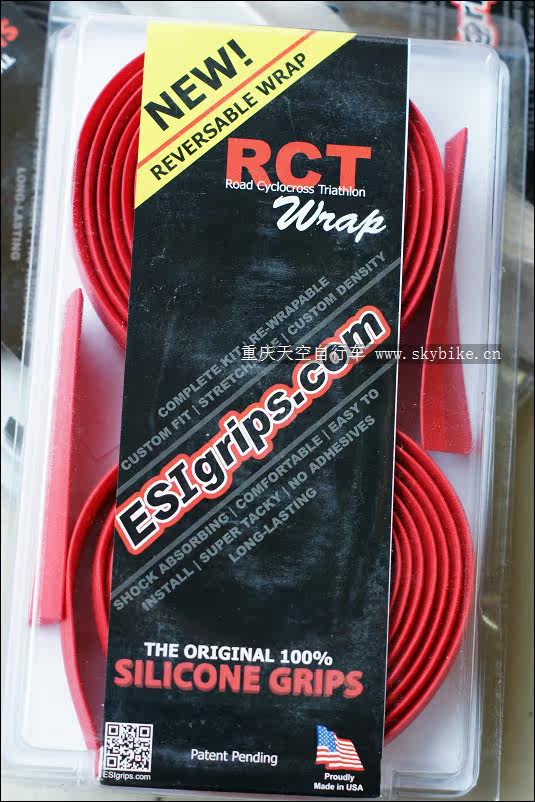 NEW!
REVERSABLE WRAP
RCT
Road Cyclocross Triathlon
Wrap
COMPLETE KIT | RE-WRAPABLE
CUSTOM FIT | STRETCHABLE | CUSTOM DENSITY
重庆天空自行车 www.skybike.cn
ESIgrips.com
SHOCK ABSORBING | COMFORTABLE | EASY TO
INSTALL | SUPER TACKY | NO ADHESIVES
LONG-LASTING
THE ORIGINAL 100%
SILICONE GRIPS
ESIgrips.com
Patent Pending
Proudly
Made in USA
LONG-LASTING